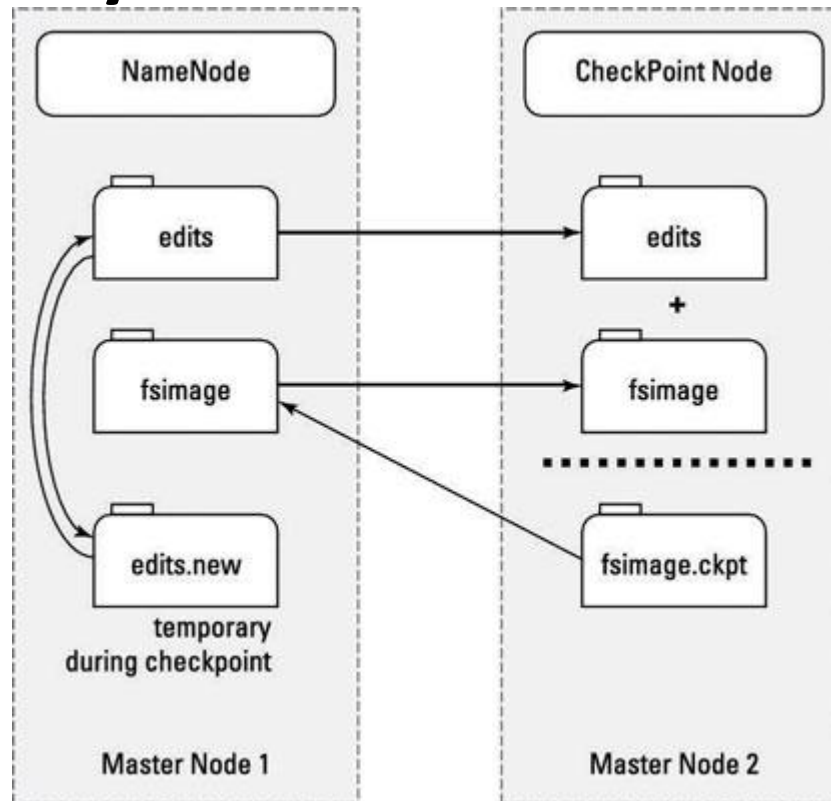 NameNode
CheckPoint Node
edits
edits
+
fsimage
fsimage
edits.new
fsimage.ckpt
temporary
during checkpoint
Master Node 1
Master Node 2